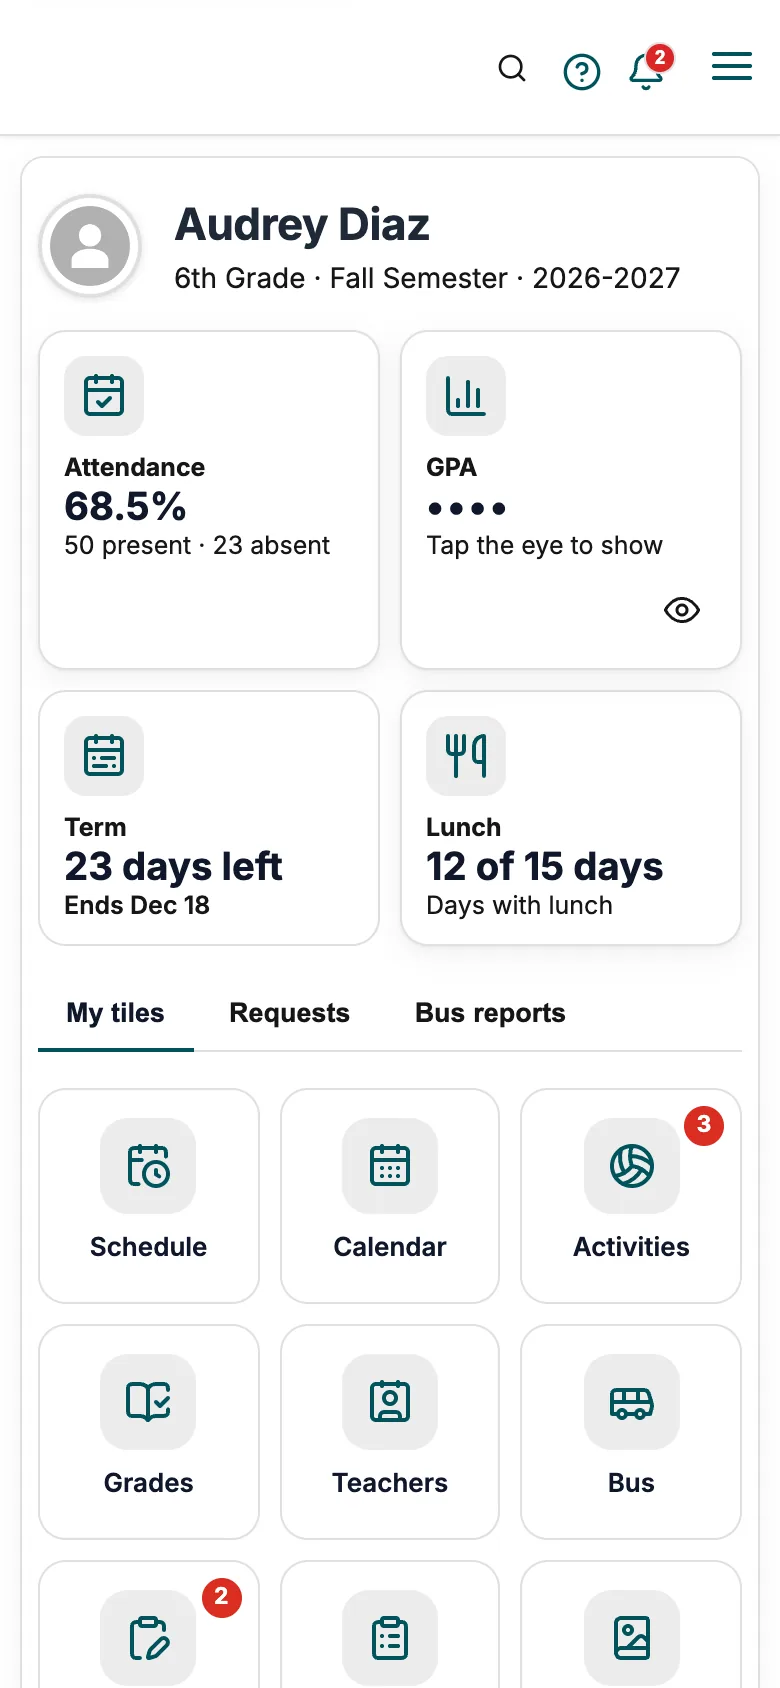 2
Audrey Diaz
6th Grade · Fall Semester · 2026-2027
Attendance
68.5%
50 present · 23 absent
GPA
••••
Tap the eye to show
Term
23 days left
Ends Dec 18
Lunch
12 of 15 days
Days with lunch
My tiles
Requests
Bus reports
Schedule
Calendar
3
Activities
Grades
Teachers
Bus
2